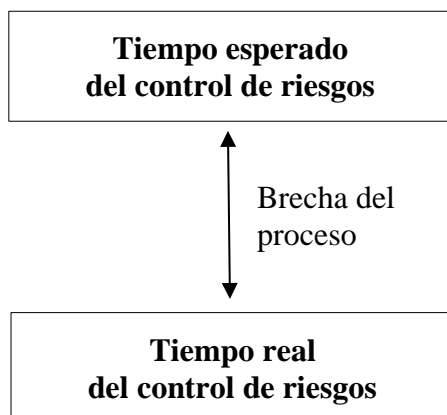 Tiempo esperado
del control de riesgos
Brecha del
proceso
Tiempo real
del control de riesgos